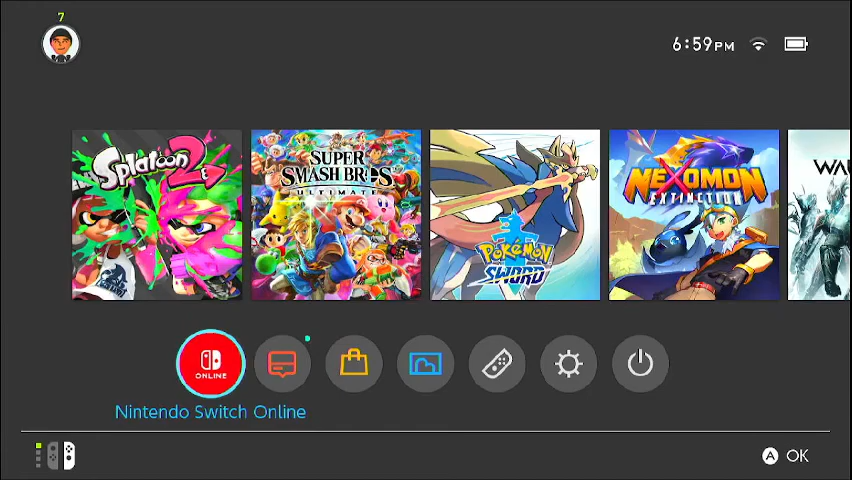 7
6:59PM
Splatoon 2
SUPER
SMASH BROS.
ULTIMATE
Pokémon
SWORD
NEXOMON
EXTINCTION
ONLINE
Nintendo Switch Online
A OK